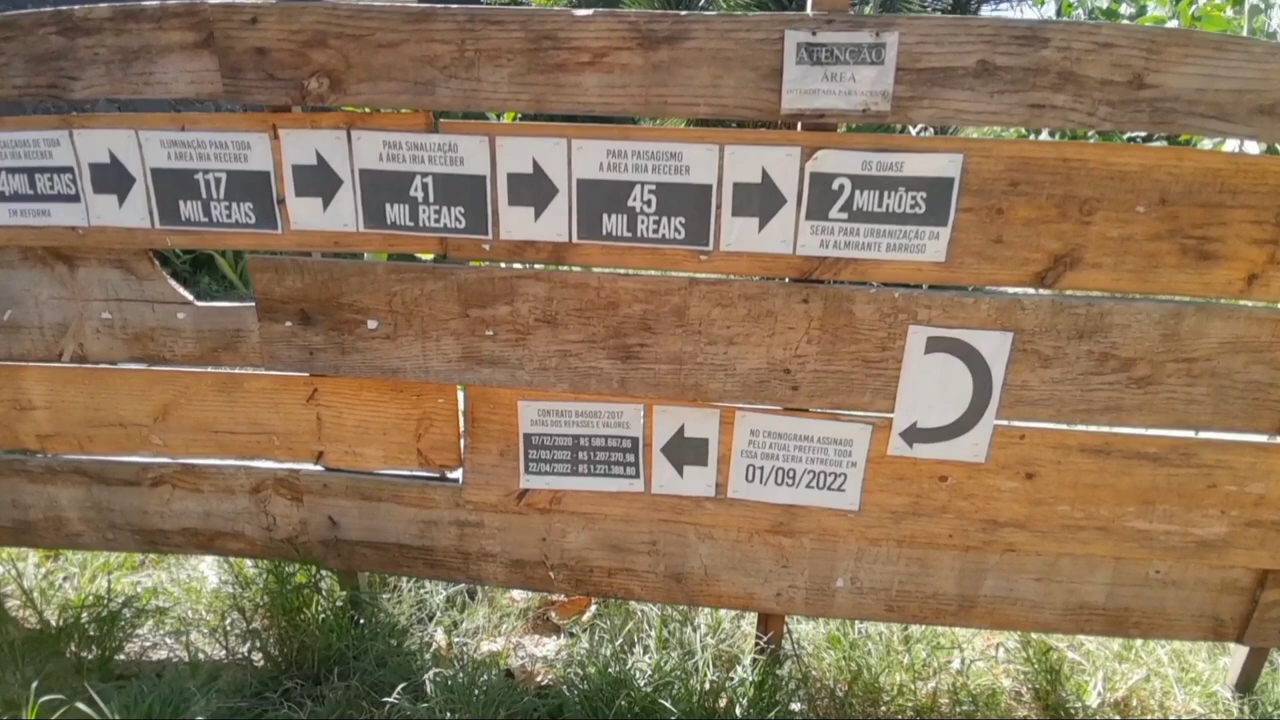 ATENÇÃO
ÁREA
INTERDITADA PARA ACESSO
CALÇADAS DE TODA
IRIA RECEBER
4MIL REAIS
EM REFORMA
ILUMINAÇÃO PARA TODA
A ÁREA IRIA RECEBER
117
MIL REAIS
PARA SINALIZAÇÃO
A ÁREA IRIA RECEBER
41
MIL REAIS
PARA PAISAGISMO
A ÁREA IRIA RECEBER
45
MIL REAIS
OS QUASE
2 MILHÕES
SERIA PARA URBANIZAÇÃO DA
AV ALMIRANTE BARROSO
NO CRONOGRAMA ASSINADO
PELO ATUAL PREFEITO, TODA
ESSA OBRA SERIA ENTREGUE EM
01/09/2022
CONTRATO 845082/2017
DATAS DOS REPASSES E VALORES:
17/12/2020 - R$ 589.667,66
22/03/2022 - R$ 1.207.370,98
22/04/2022 - R$ 1.221.388,80